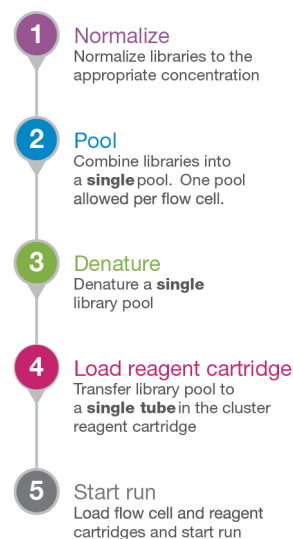 1
Normalize
Normalize libraries to the
appropriate concentration
2
Pool
Combine libraries into
a single pool. One pool
allowed per flow cell.
3
Denature
Denature a single
library pool
4
Load reagent cartridge
Transfer library pool to
a single tube in the cluster
reagent cartridge
5
Start run
Load flow cell and reagent
cartridges and start run